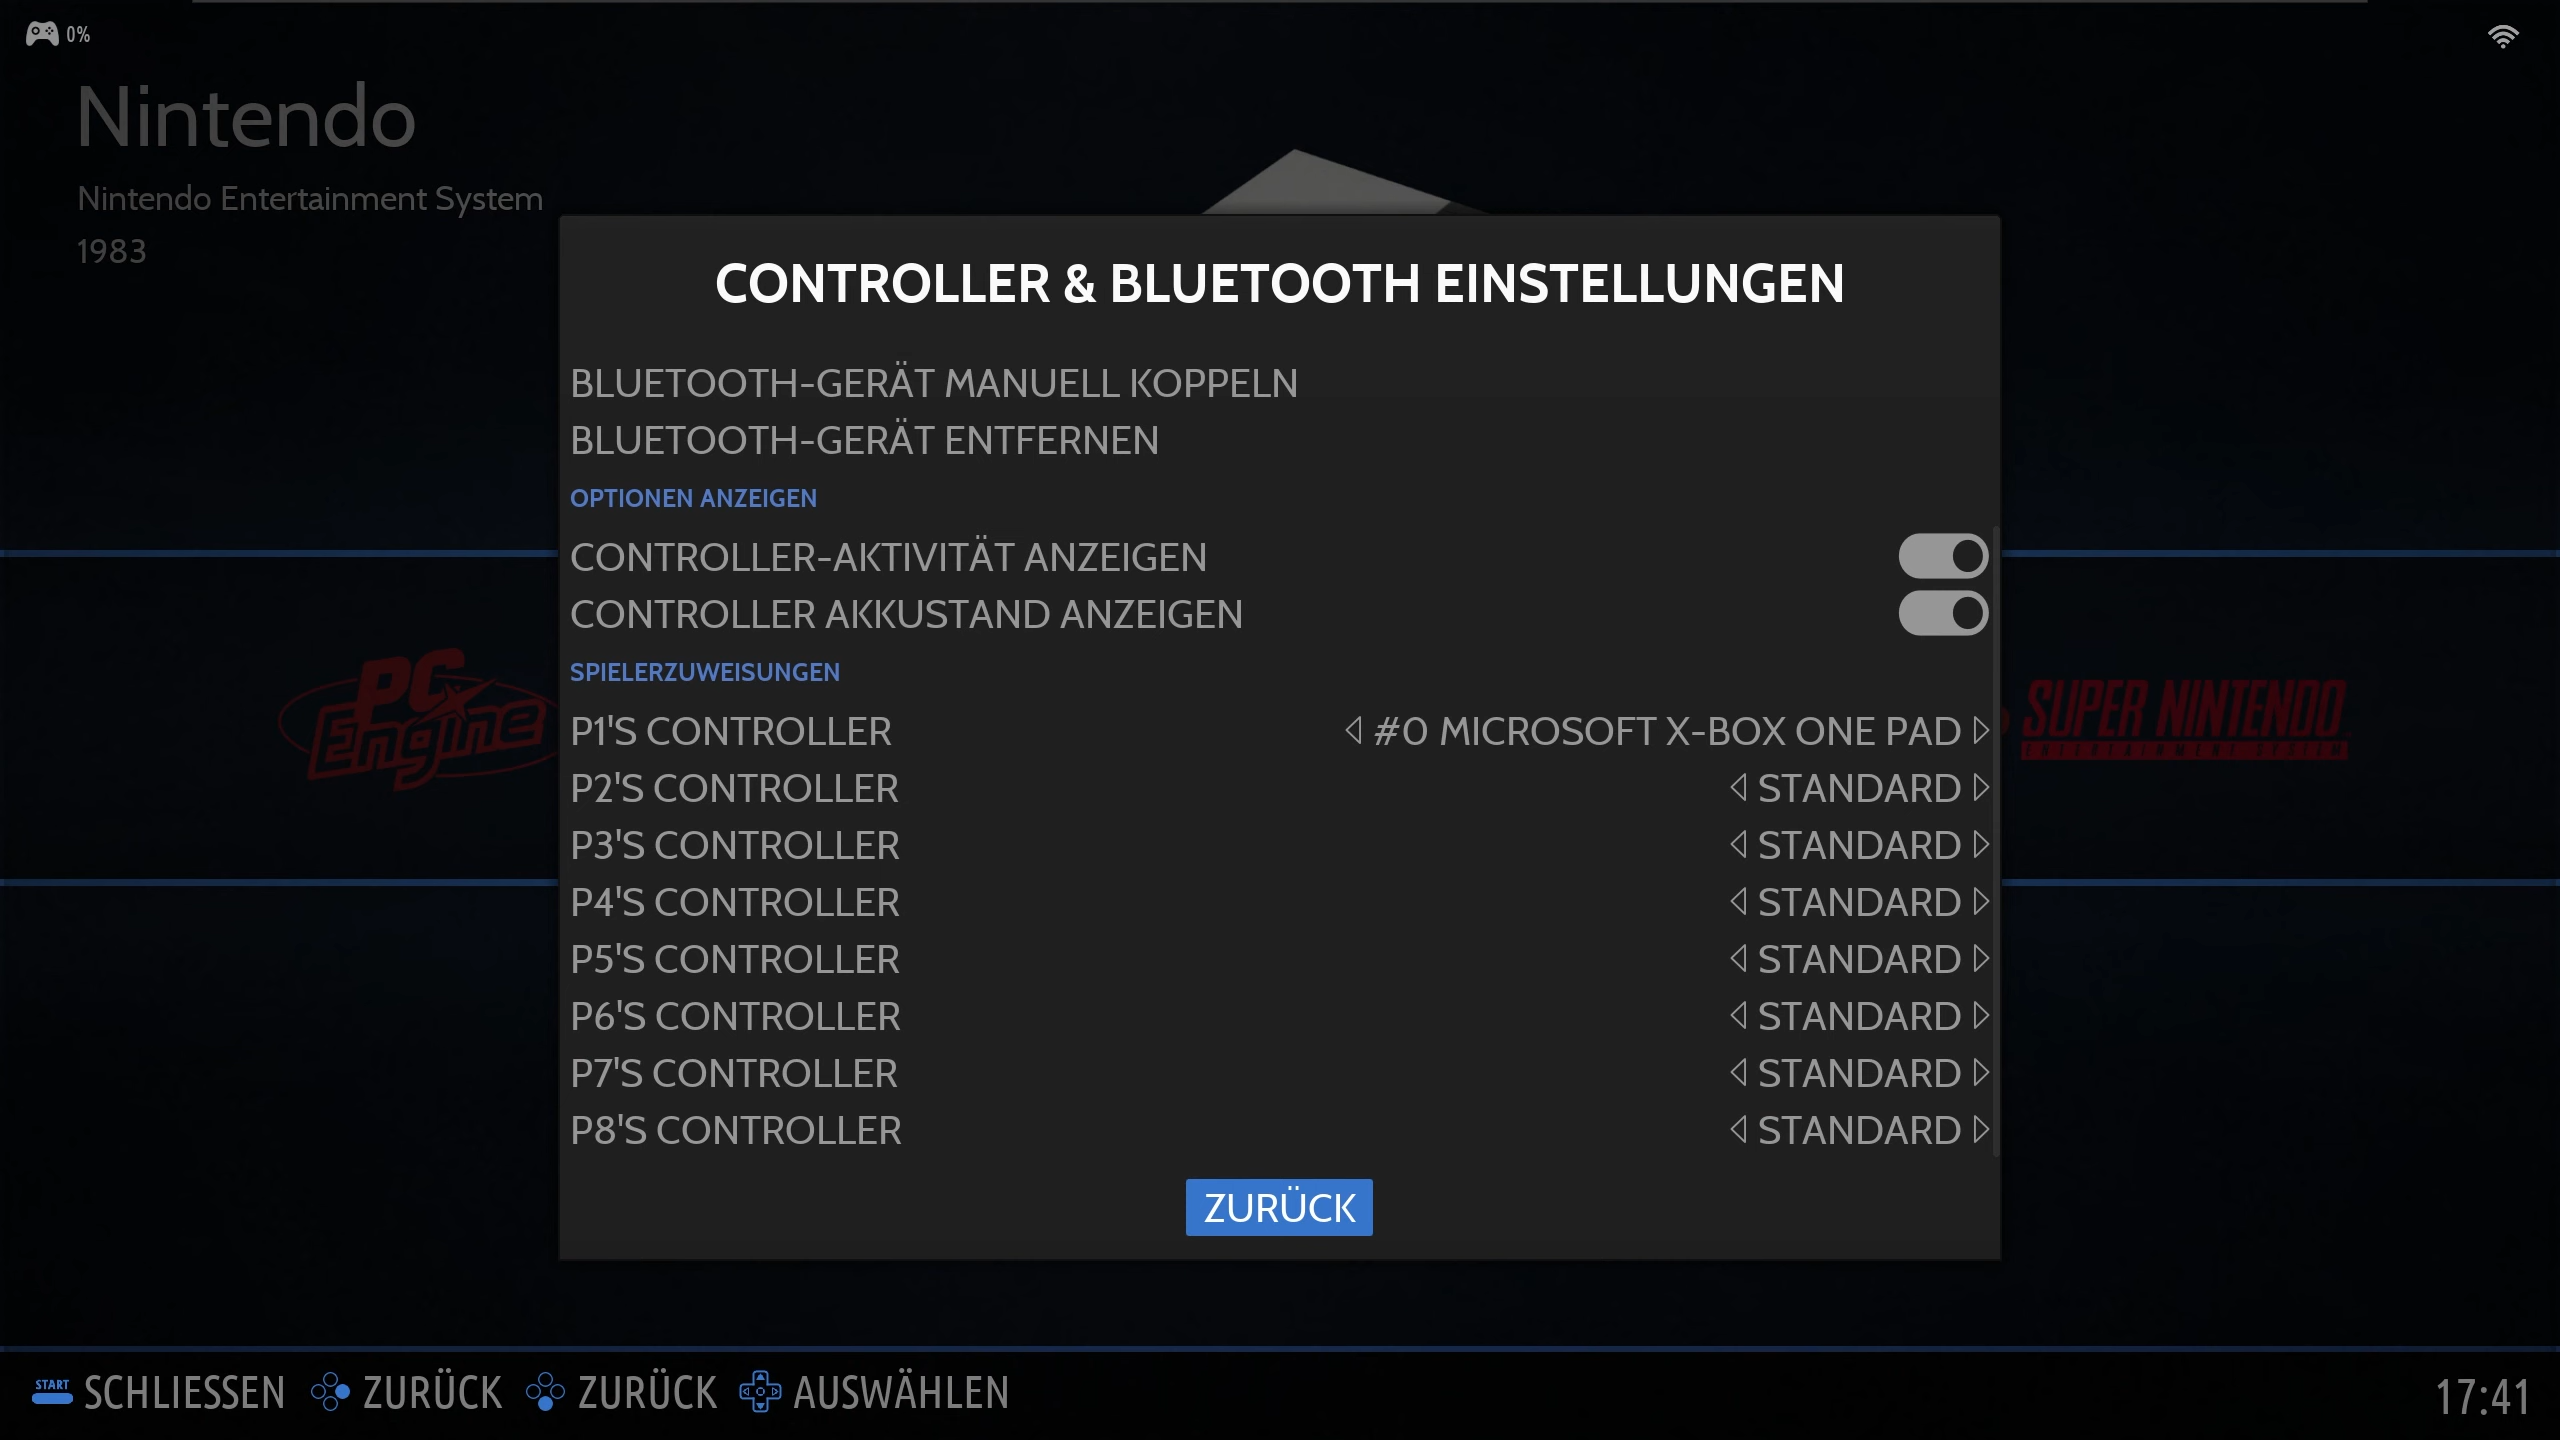 0%
Nintendo
Nintendo Entertainment System
1983
CONTROLLER & BLUETOOTH EINSTELLUNGEN
BLUETOOTH-GERÄT MANUELL KOPPELN
BLUETOOTH-GERÄT ENTFERNEN
OPTIONEN ANZEIGEN
CONTROLLER-AKTIVITÄT ANZEIGEN
CONTROLLER AKKUSTAND ANZEIGEN
SPIELERZUWEISUNGEN
P1'S CONTROLLER #0 MICROSOFT X-BOX ONE PAD
P2'S CONTROLLER STANDARD
P3'S CONTROLLER STANDARD
P4'S CONTROLLER STANDARD
P5'S CONTROLLER STANDARD
P6'S CONTROLLER STANDARD
P7'S CONTROLLER STANDARD
P8'S CONTROLLER STANDARD
ZURÜCK
PC Engine
SUPER NINTENDO
ENTERTAINMENT SYSTEM
START SCHLIESSEN ZURÜCK ZURÜCK AUSWÄHLEN
17:41